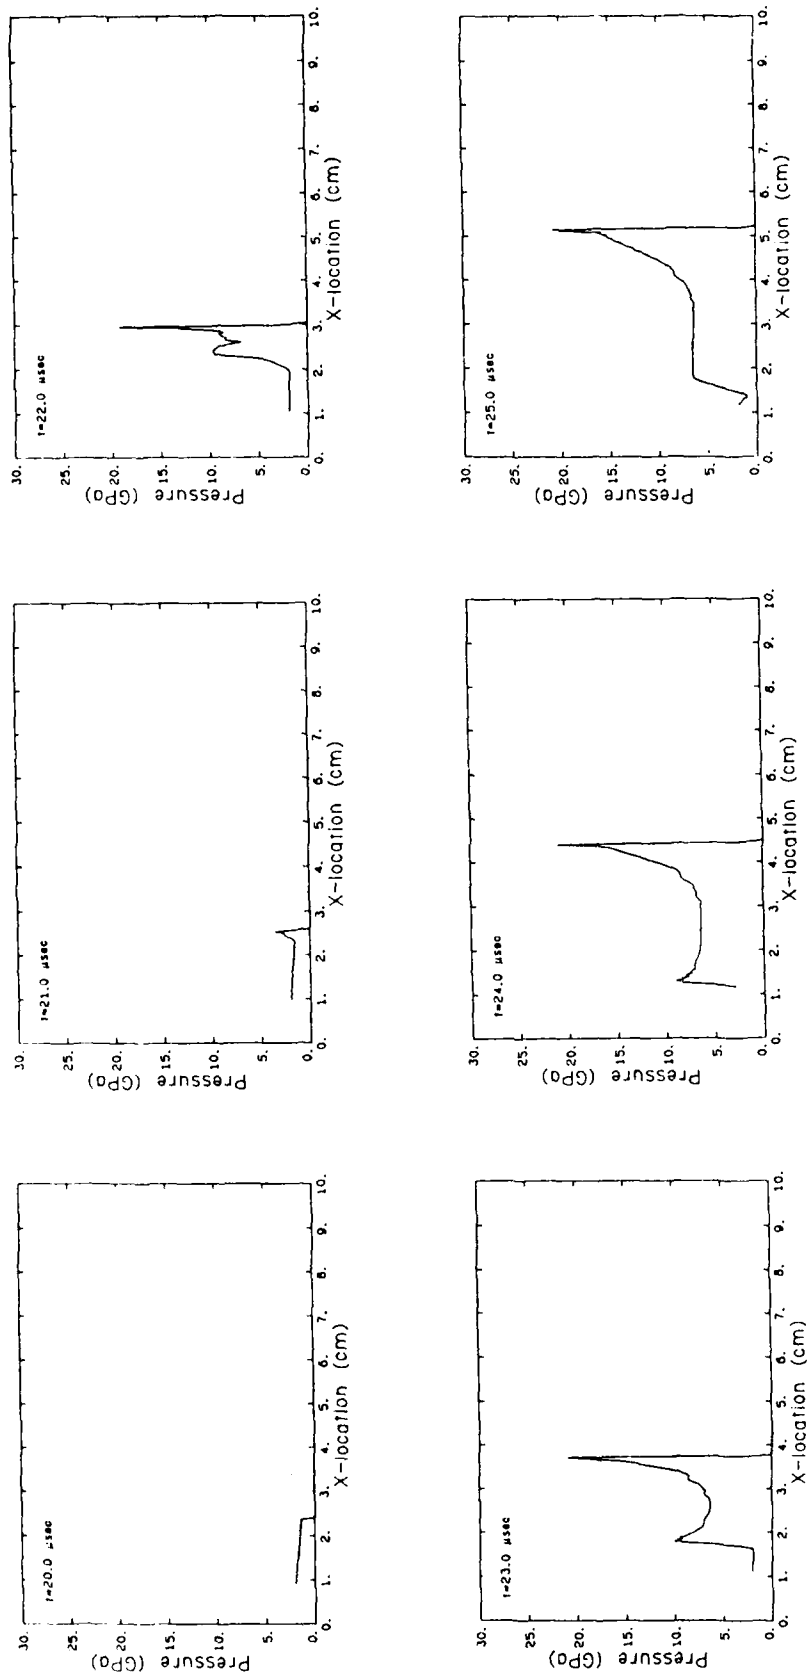 30.
25.
20.
15.
10.
5.
0.
Pressure (GPa)
t=20.0 μsec
0. 1. 2. 3. 4. 5. 6. 7. 8. 9. 10.
X-location (cm)
30.
25.
20.
15.
10.
5.
0.
Pressure (GPa)
t=21.0 μsec
0. 1. 2. 3. 4. 5. 6. 7. 8. 9. 10.
X-location (cm)
30.
25.
20.
15.
10.
5.
0.
Pressure (GPa)
t=22.0 μsec
0. 1. 2. 3. 4. 5. 6. 7. 8. 9. 10.
X-location (cm)
30.
25.
20.
15.
10.
5.
0.
Pressure (GPa)
t=23.0 μsec
0. 1. 2. 3. 4. 5. 6. 7. 8. 9. 10.
X-location (cm)
30.
25.
20.
15.
10.
5.
0.
Pressure (GPa)
t=24.0 μsec
0. 1. 2. 3. 4. 5. 6. 7. 8. 9. 10.
X-location (cm)
30.
25.
20.
15.
10.
5.
0.
Pressure (GPa)
t=25.0 μsec
0. 1. 2. 3. 4. 5. 6. 7. 8. 9. 10.
X-location (cm)